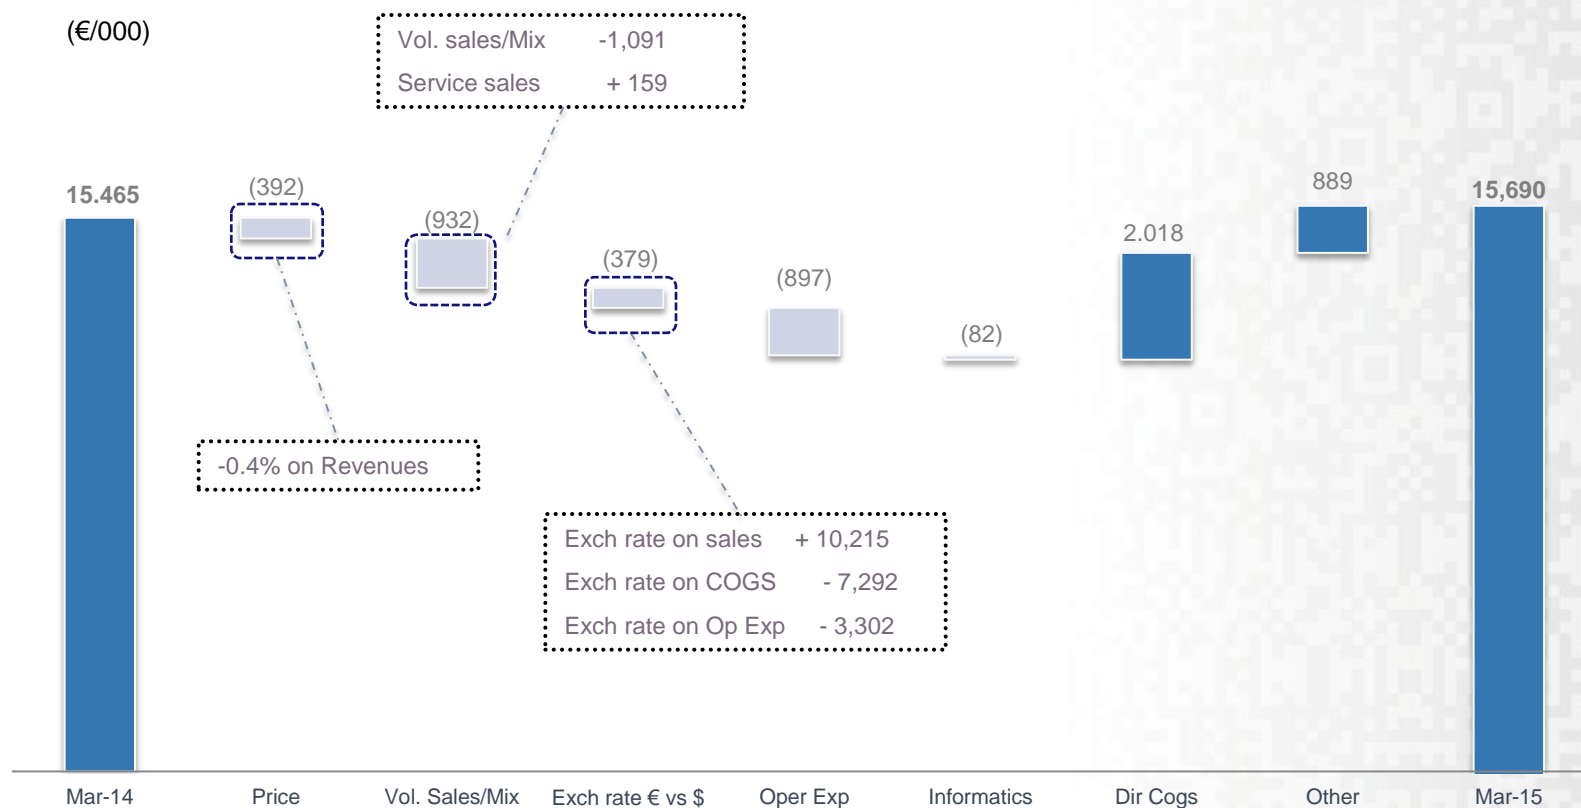 (€/000)
Vol. sales/Mix -1,091
Service sales + 159
15.465
(392)
(932)
(379)
(897)
(82)
2.018
889
15,690
-0.4% on Revenues
Exch rate on sales + 10,215
Exch rate on COGS - 7,292
Exch rate on Op Exp - 3,302
Mar-14 Price Vol. Sales/Mix Exch rate € vs $ Oper Exp Informatics Dir Cogs Other Mar-15